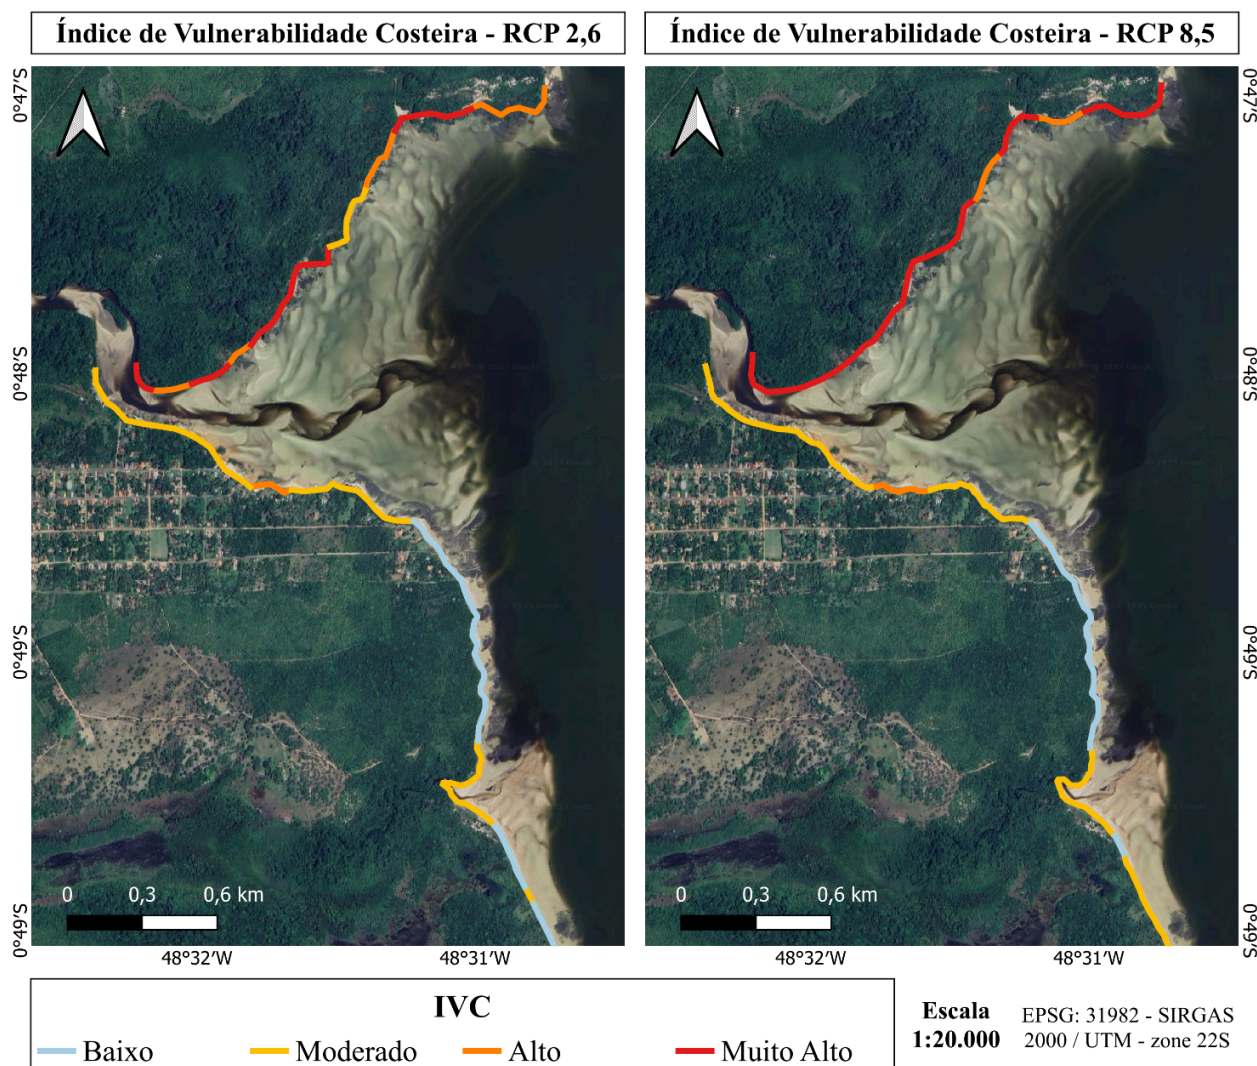 Índice de Vulnerabilidade Costeira - RCP 2,6
Índice de Vulnerabilidade Costeira - RCP 8,5
0°47'S
0°48'S
0°49'S
0°49'S
0°47'S
0°48'S
0°49'S
0°49'S
0 0,3 0,6 km
0 0,3 0,6 km
48°32'W 48°31'W
48°32'W 48°31'W
IVC
Baixo Moderado Alto Muito Alto
Escala
1:20.000
EPSG: 31982 - SIRGAS
2000 / UTM - zone 22S